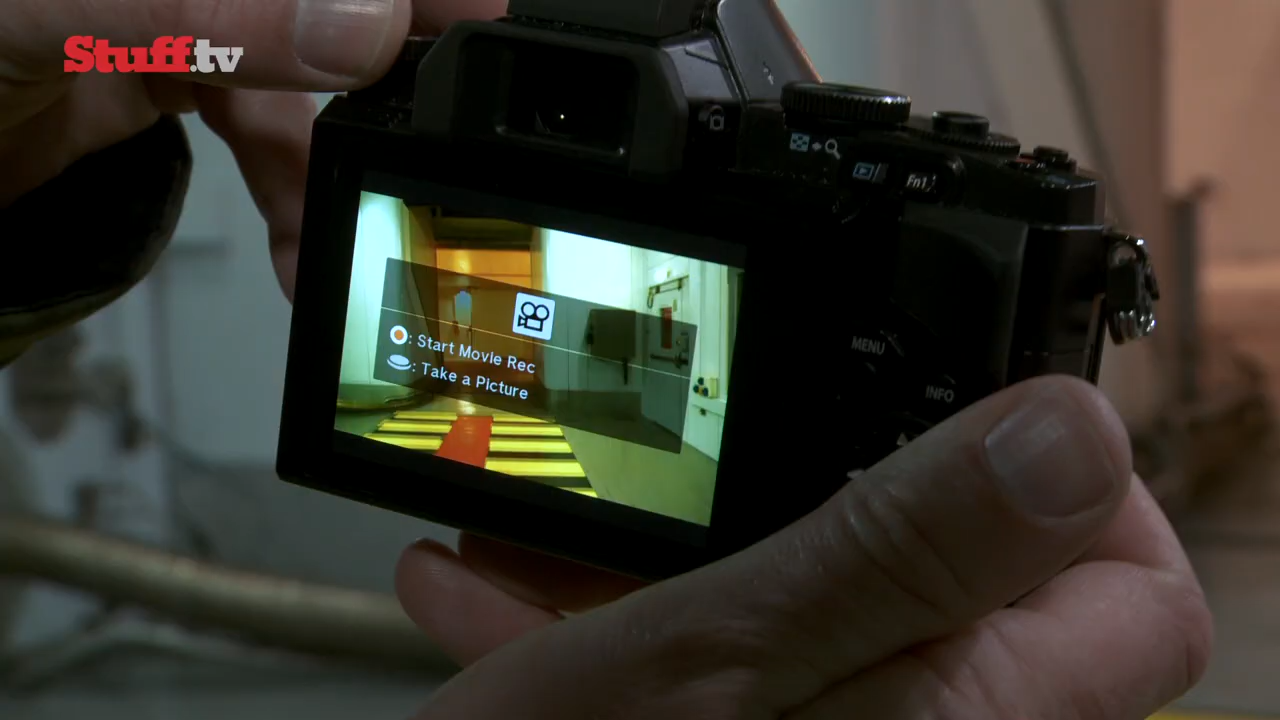 Stuff.tv
Fn1
MENU
INFO
: Start Movie Rec
: Take a Picture